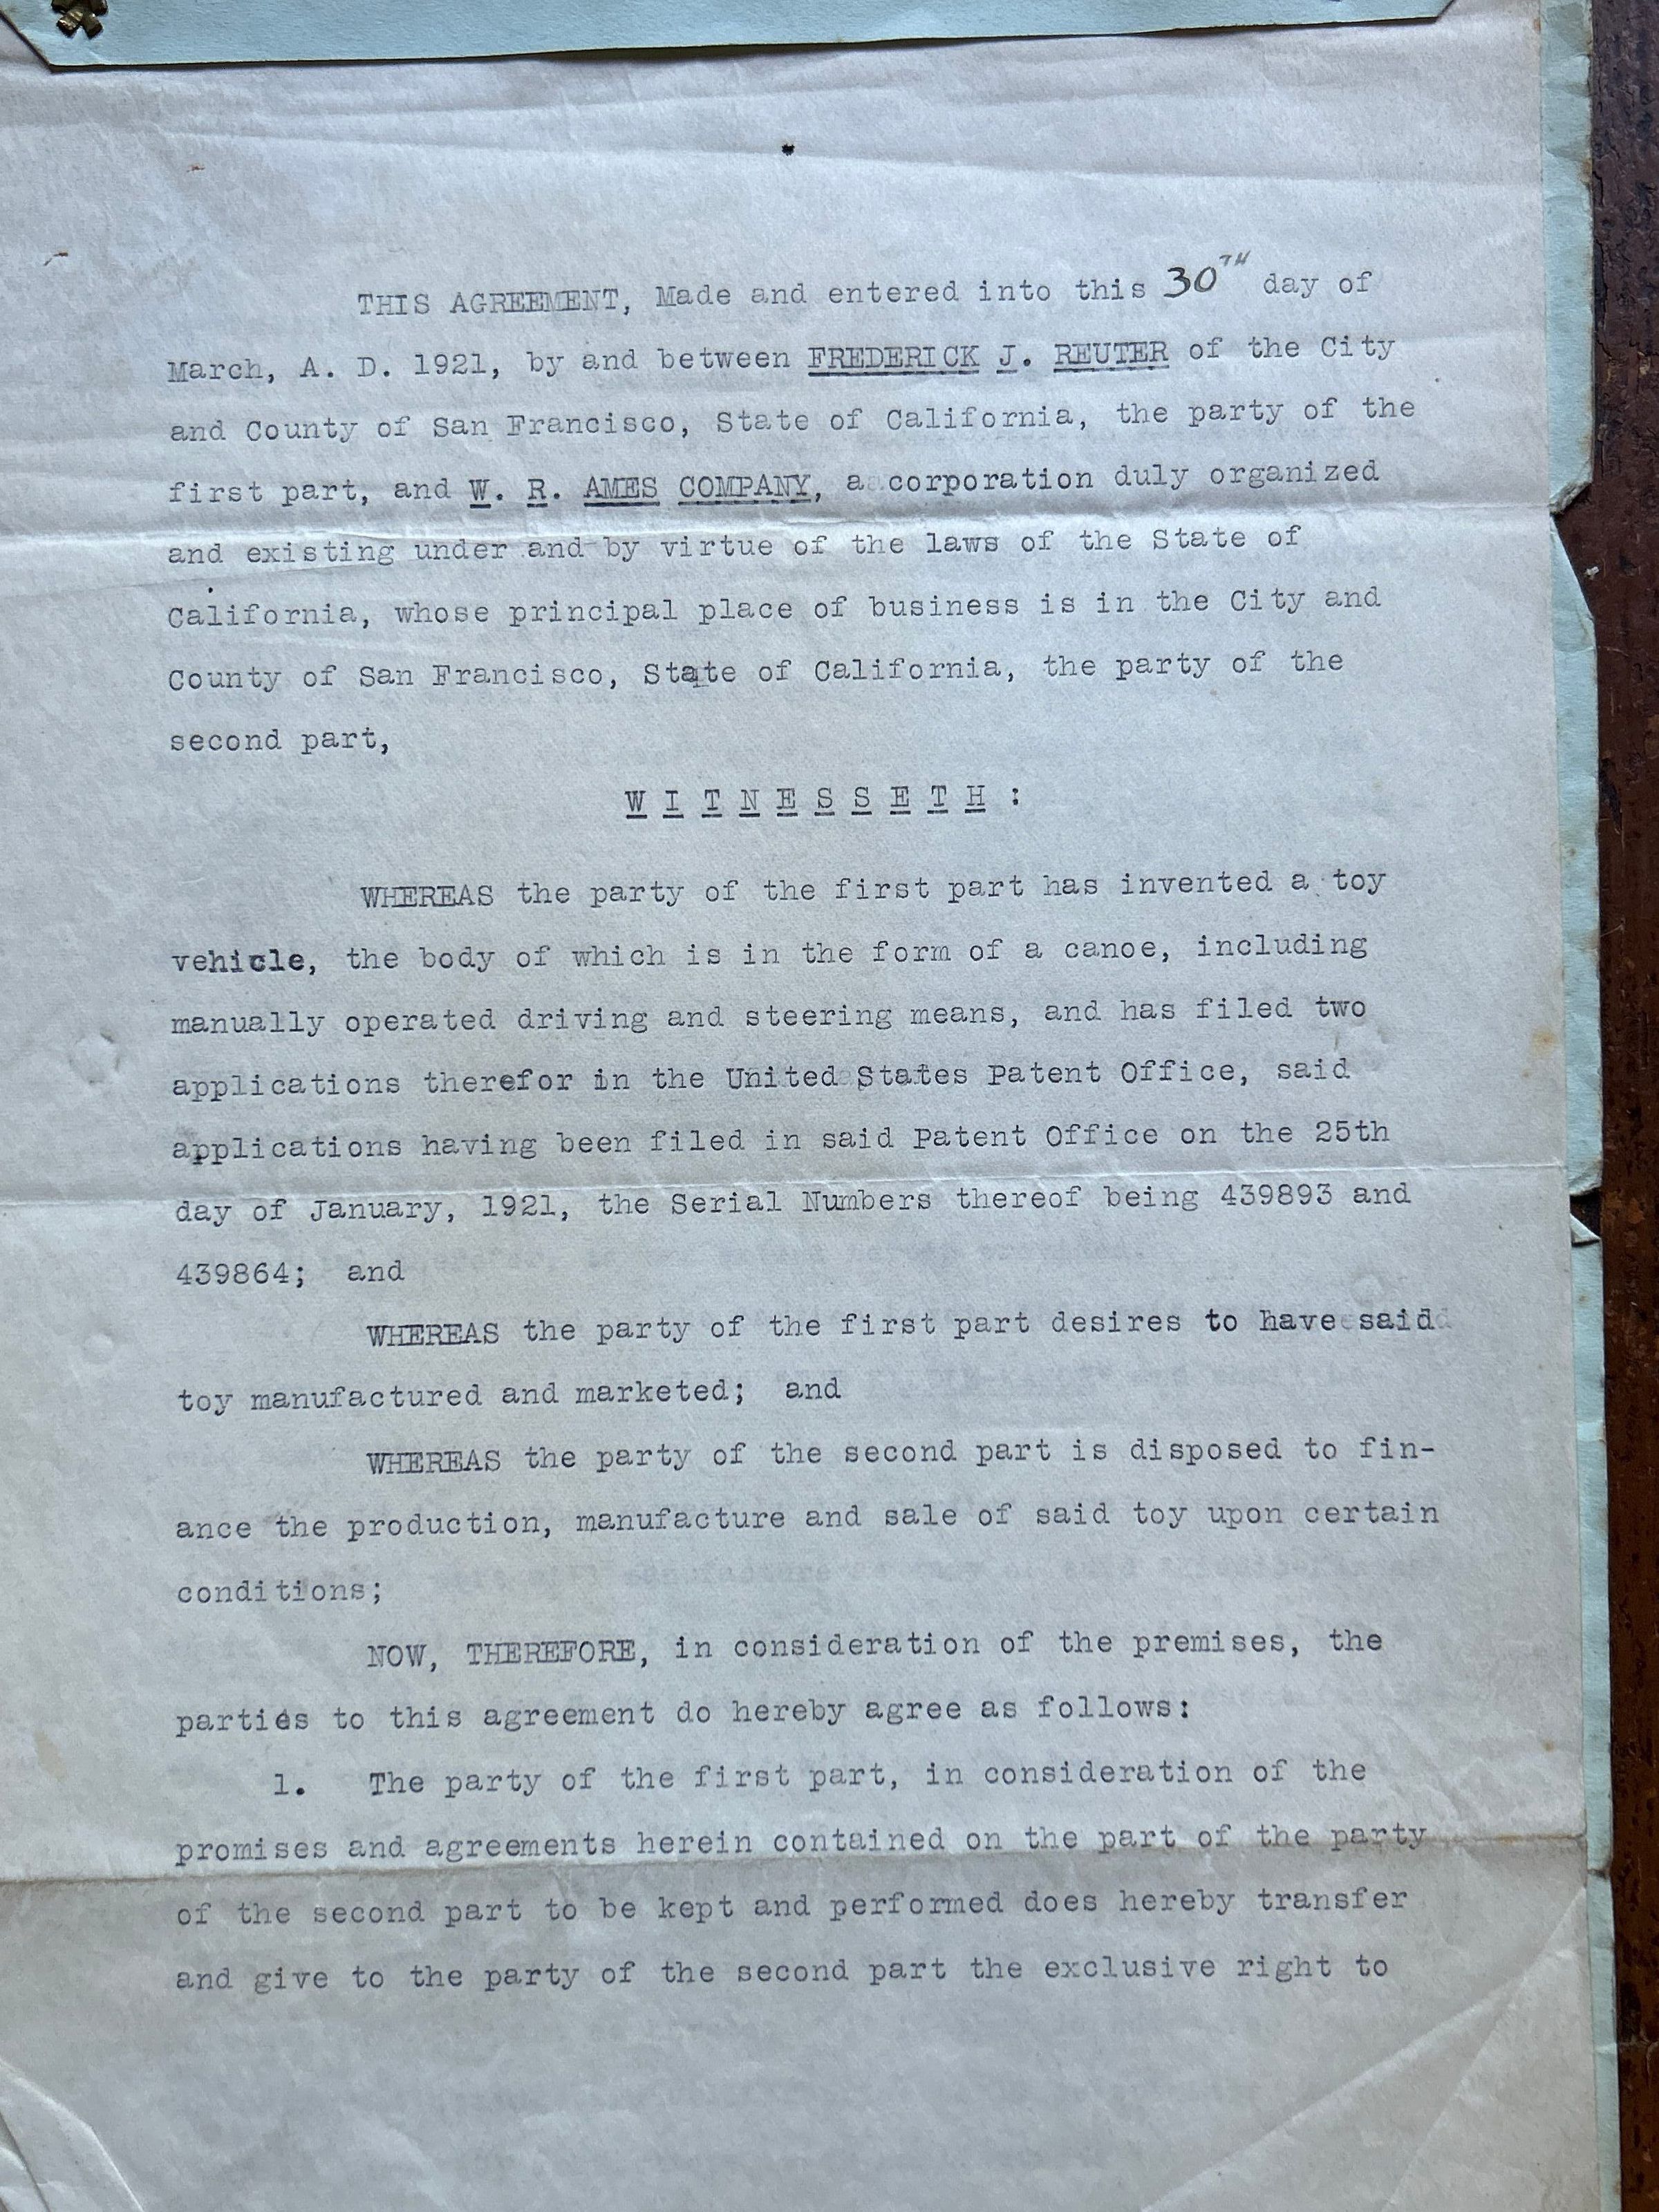 THIS AGREEMENT, Made and entered into this 30TH day of
March, A. D. 1921, by and between FREDERICK J. REUTER of the City
and County of San Francisco, State of California, the party of the
first part, and W. R. AMES COMPANY, a corporation duly organized
and existing under and by virtue of the laws of the State of
California, whose principal place of business is in the City and
County of San Francisco, State of California, the party of the
second part,
W I T N E S S E T H :
WHEREAS the party of the first part has invented a toy
vehicle, the body of which is in the form of a canoe, including
manually operated driving and steering means, and has filed two
applications therefor in the United States Patent Office, said
applications having been filed in said Patent Office on the 25th
day of January, 1921, the Serial Numbers thereof being 439893 and
439864; and
WHEREAS the party of the first part desires to have said
toy manufactured and marketed; and
WHEREAS the party of the second part is disposed to fin-
ance the production, manufacture and sale of said toy upon certain
conditions;
NOW, THEREFORE, in consideration of the premises, the
parties to this agreement do hereby agree as follows:
1. The party of the first part, in consideration of the
promises and agreements herein contained on the part of the party
of the second part to be kept and performed does hereby transfer
and give to the party of the second part the exclusive right to